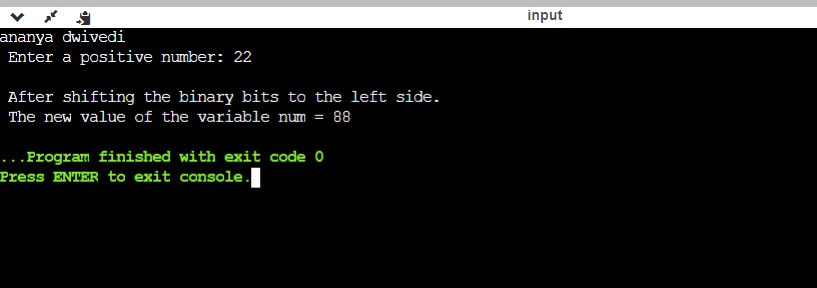 input
ananya dwivedi
Enter a positive number: 22
After shifting the binary bits to the left side.
The new value of the variable num = 88
...Program finished with exit code 0
Press ENTER to exit console.